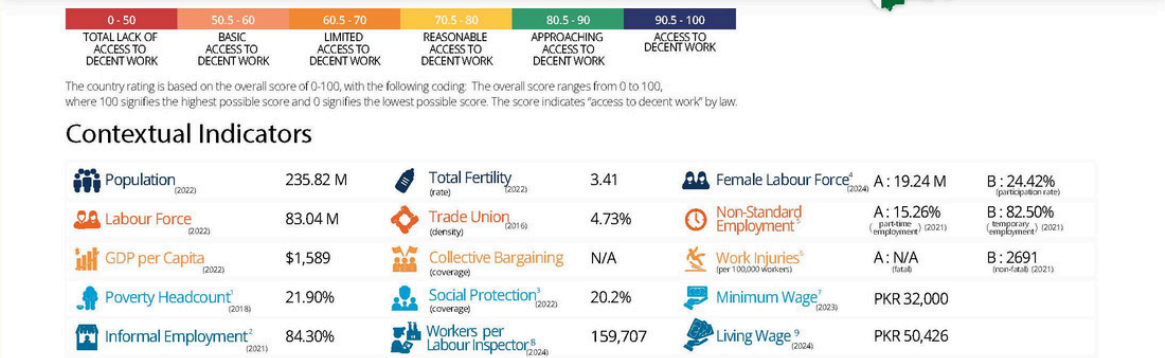 0 - 50 50.5 - 60 60.5 - 70 70.5 - 80 80.5 - 90 90.5 - 100
TOTAL LACK OF ACCESS TO DECENT WORK
BASIC ACCESS TO DECENT WORK
LIMITED ACCESS TO DECENT WORK
REASONABLE ACCESS TO DECENT WORK
APPROACHING ACCESS TO DECENT WORK
ACCESS TO DECENT WORK
The country rating is based on the overall score of 0-100, with the following coding: The overall score ranges from 0 to 100,
where 100 signifies the highest possible score and 0 signifies the lowest possible score. The score indicates "access to decent work" by law.
Contextual Indicators
Population (2022) 235.82 M
Total Fertility (rate) (2022) 3.41
Female Labour Force4 (2024) A : 19.24 M B : 24.42% (participation rate)
Labour Force (2022) 83.04 M
Trade Union (density) (2016) 4.73%
Non-Standard Employment5 A : 15.26% (part-time employment) (2021) B : 82.50% (temporary employment) (2021)
GDP per Capita (2022) $1,589
Collective Bargaining (coverage) N/A
Work Injuries6 (per 100,000 workers) A : N/A (fatal) B : 2691 (non-fatal) (2021)
Poverty Headcount1 (2018) 21.90%
Social Protection3 (coverage) (2022) 20.2%
Minimum Wage7 (2023) PKR 32,000
Informal Employment2 (2021) 84.30%
Workers per Labour Inspector8 (2024) 159,707
Living Wage 9 (2024) PKR 50,426